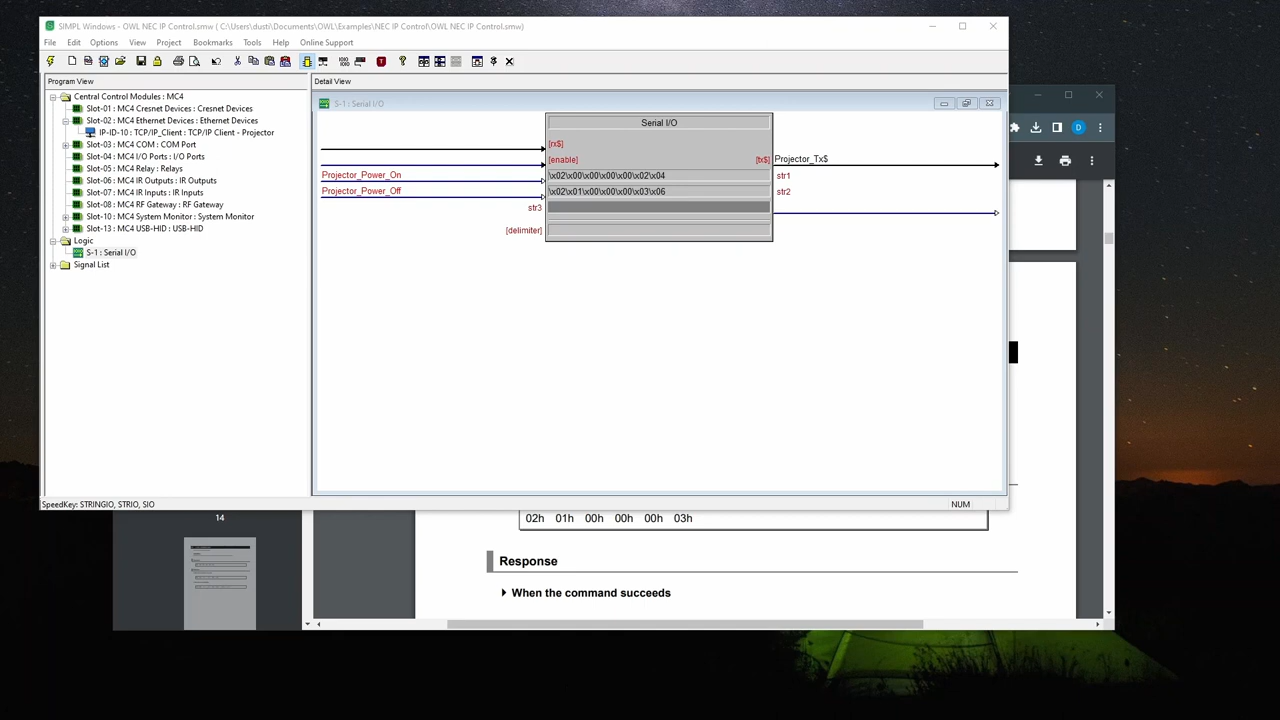 SIMPL Windows - OWL NEC IP Control.smw ( C:\Users\dusti\Documents\OWL\Examples\NEC IP Control\OWL NEC IP Control.smw)
File Edit Options View Project Bookmarks Tools Help Online Support
Program View
Detail View
Central Control Modules : MC4
Slot-01 : MC4 Cresnet Devices : Cresnet Devices
Slot-02 : MC4 Ethernet Devices : Ethernet Devices
IP-ID-10 : TCP/IP_Client : TCP/IP Client - Projector
Slot-03 : MC4 COM : COM Port
Slot-04 : MC4 I/O Ports : I/O Ports
Slot-05 : MC4 Relay : Relays
Slot-06 : MC4 IR Outputs : IR Outputs
Slot-07 : MC4 IR Inputs : IR Inputs
Slot-08 : MC4 RF Gateway : RF Gateway
Slot-10 : MC4 System Monitor : System Monitor
Slot-13 : MC4 USB-HID : USB-HID
Logic
S-1 : Serial I/O
Signal List
S-1 : Serial I/O
Serial I/O
[rx$]
[enable] [tx$] Projector_Tx$
Projector_Power_On \x02\x00\x00\x00\x00\x02\x04 str1
Projector_Power_Off \x02\x01\x00\x00\x00\x03\x06 str2
str3
[delimiter]
SpeedKey: STRINGIO, STRIO, SIO
NUM
D
14
02h 01h 00h 00h 00h 03h
Response
When the command succeeds